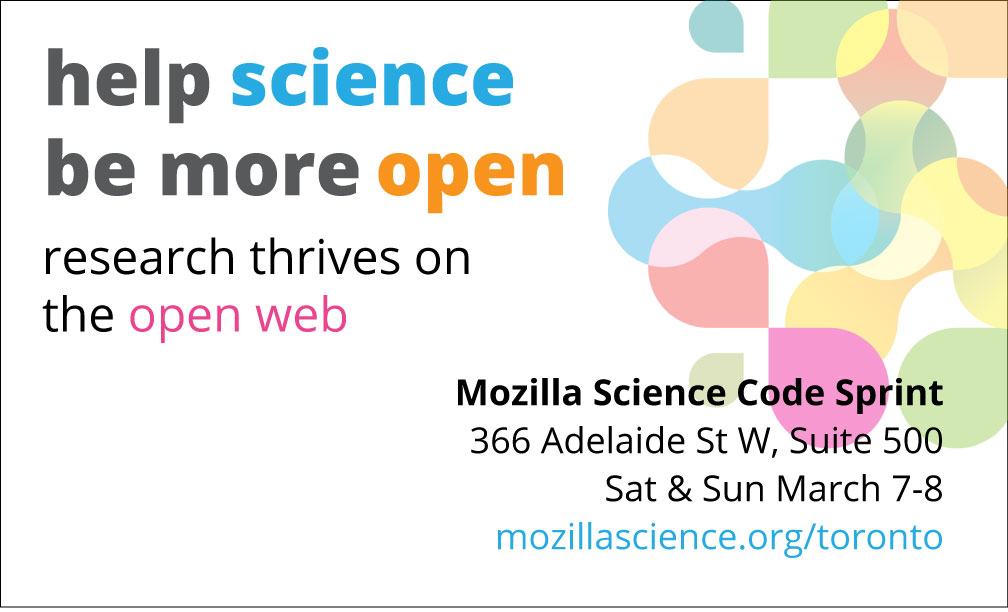 help science
be more open
research thrives on
the open web
Mozilla Science Code Sprint
366 Adelaide St W, Suite 500
Sat & Sun March 7-8
mozillascience.org/toronto